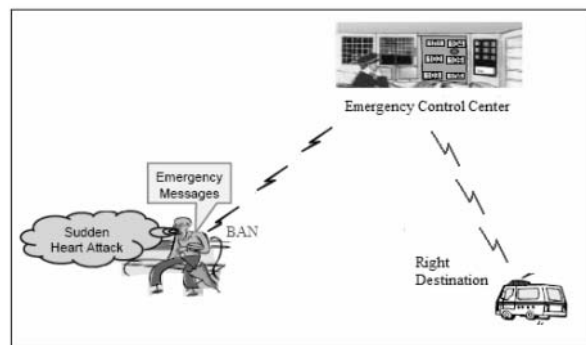 Emergency Control Center
Emergency
Messages
Sudden
Heart Attack
BAN
Right
Destination